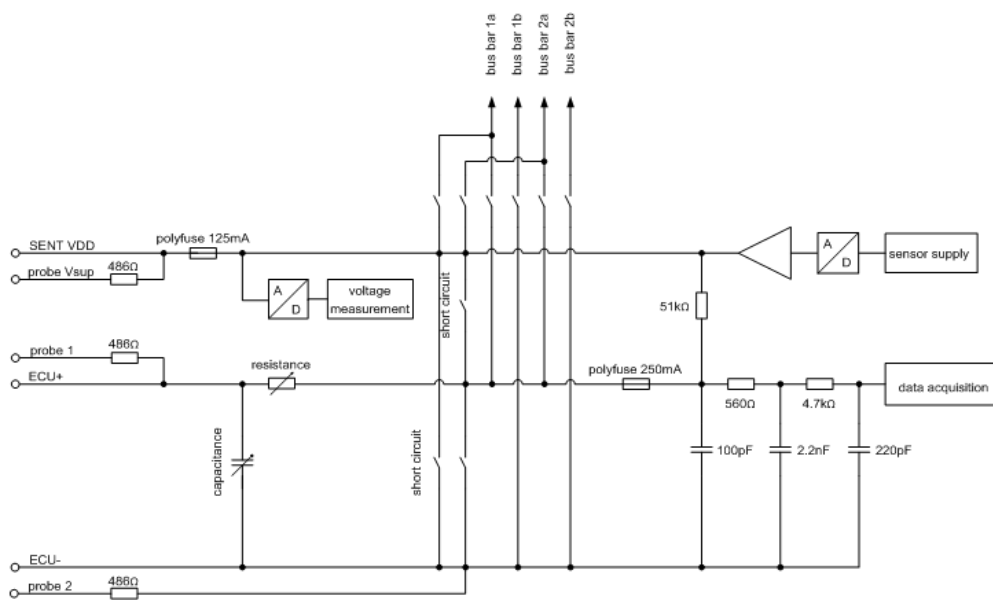 bus bar 1a
bus bar 1b
bus bar 2a
bus bar 2b
SENT VDD
polyfuse 125mA
probe Vsup
486Ω
A
D
voltage
measurement
short circuit
A
D
sensor supply
51kΩ
probe 1
486Ω
ECU+
resistance
polyfuse 250mA
560Ω
4.7kΩ
data acquisition
capacitance
short circuit
100pF
2.2nF
220pF
ECU-
probe 2
486Ω